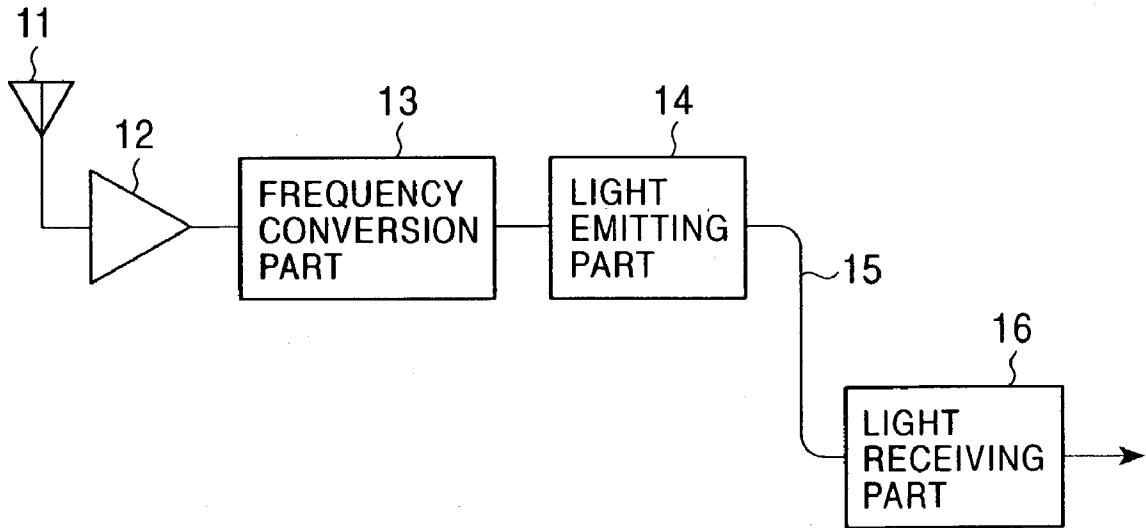 11
12
13
FREQUENCY
CONVERSION
PART
14
LIGHT
EMITTING
PART
15
16
LIGHT
RECEIVING
PART